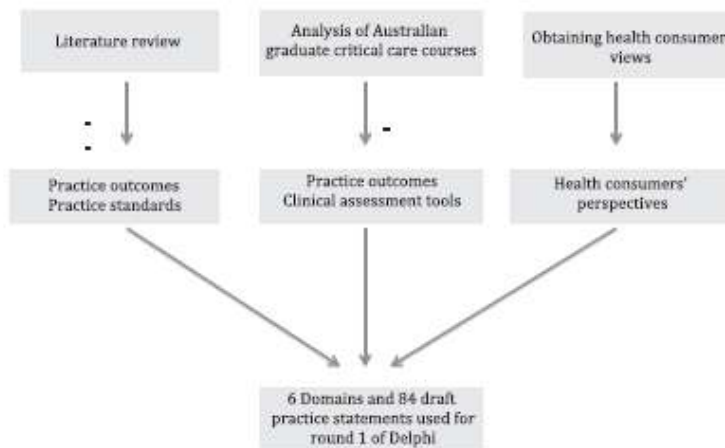 Literature review
Analysis of Australian
graduate critical care courses
Obtaining health consumer
views
Practice outcomes
Practice standards
Practice outcomes
Clinical assessment tools
Health consumers'
perspectives
6 Domains and 84 draft
practice statements used for
round 1 of Delphi